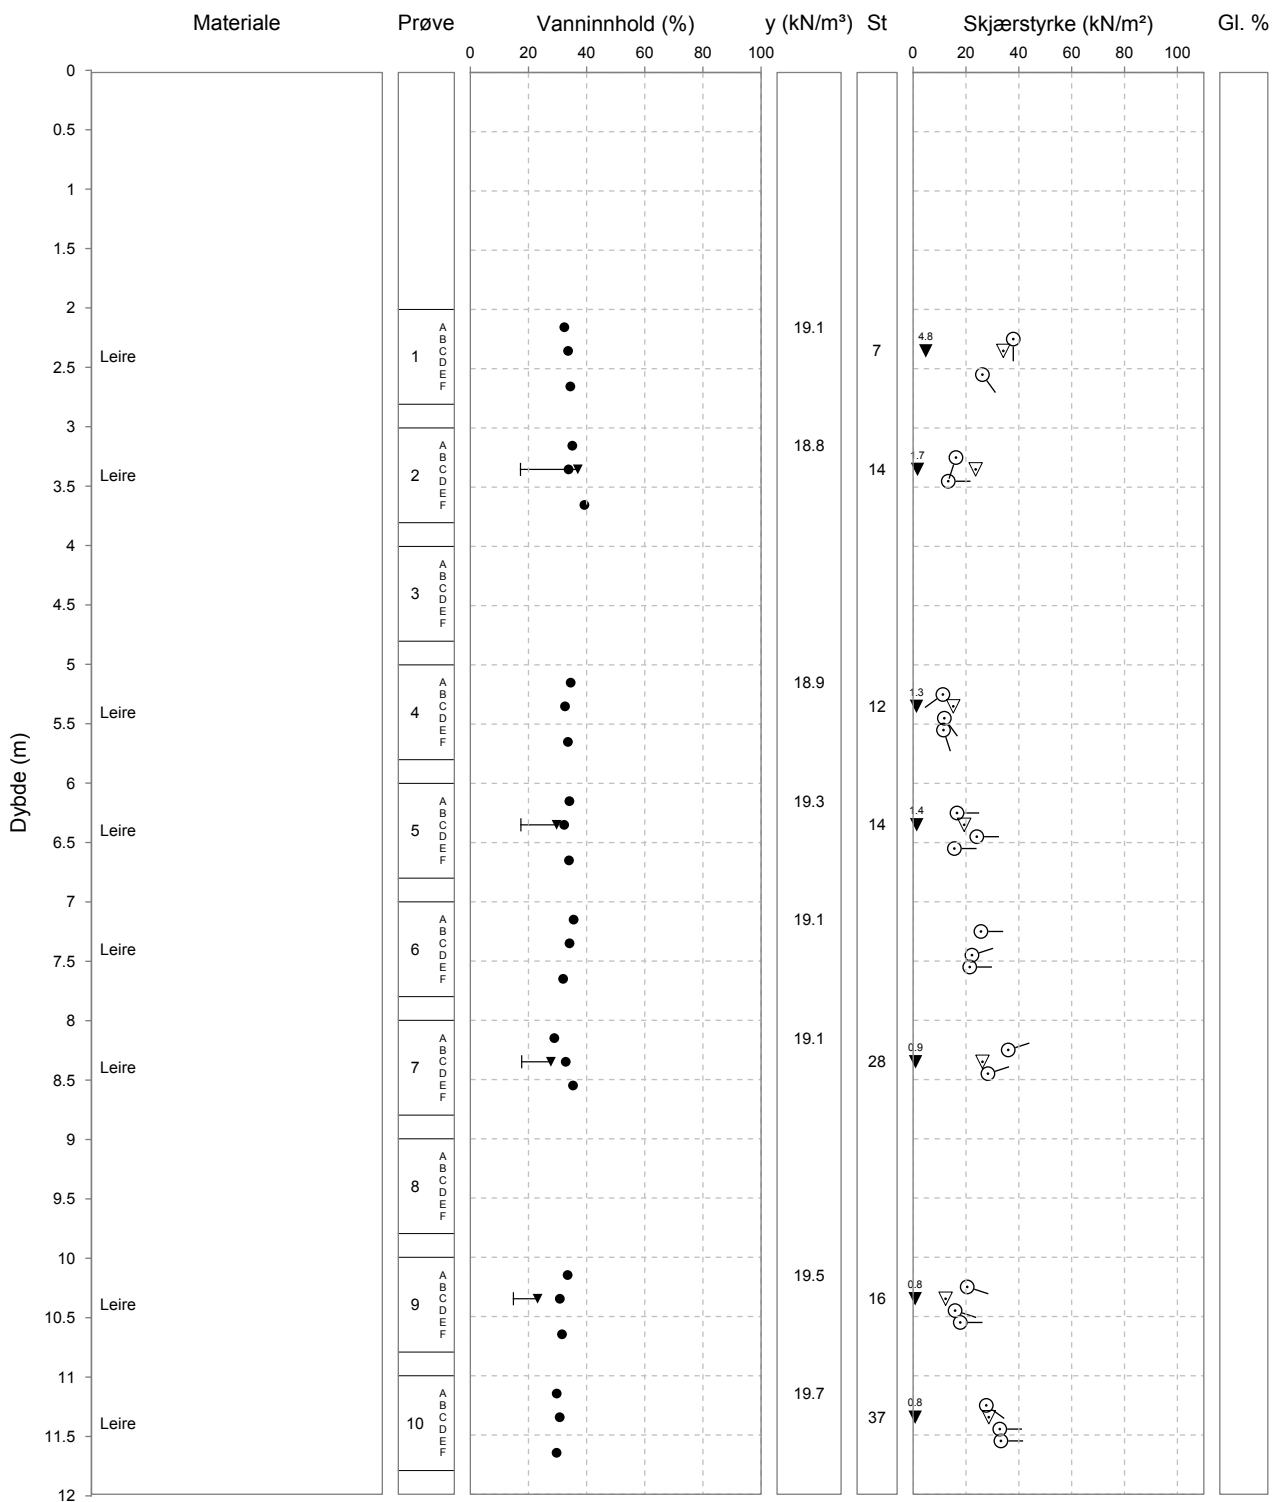 Materiale Prøve Vanninnhold (%) y (kN/m³) St Skjærstyrke (kN/m²) Gl. %
0 20 40 60 80 100 0 20 40 60 80 100
Dybde (m)
0
0.5
1
1.5
2
A 19.1
B 4.8
Leire 1 C 7
D
2.5 E
F
3
A 18.8
B 1.7
Leire 2 C 14
D
3.5 E
F
4
A
B
3 C
D
4.5 E
F
5
A 18.9
B 1.3
Leire 4 C 12
D
5.5 E
F
6
A 19.3
B 1.4
Leire 5 C 14
D
6.5 E
F
7
A 19.1
B
Leire 6 C
D
7.5 E
F
8
A 19.1
B 0.9
Leire 7 C 28
D
8.5 E
F
9
A
B
8 C
D
9.5 E
F
10
A 19.5
B 0.8
Leire 9 C 16
D
10.5 E
F
11
A 19.7
B 0.8
Leire 10 C 37
D
11.5 E
F
12